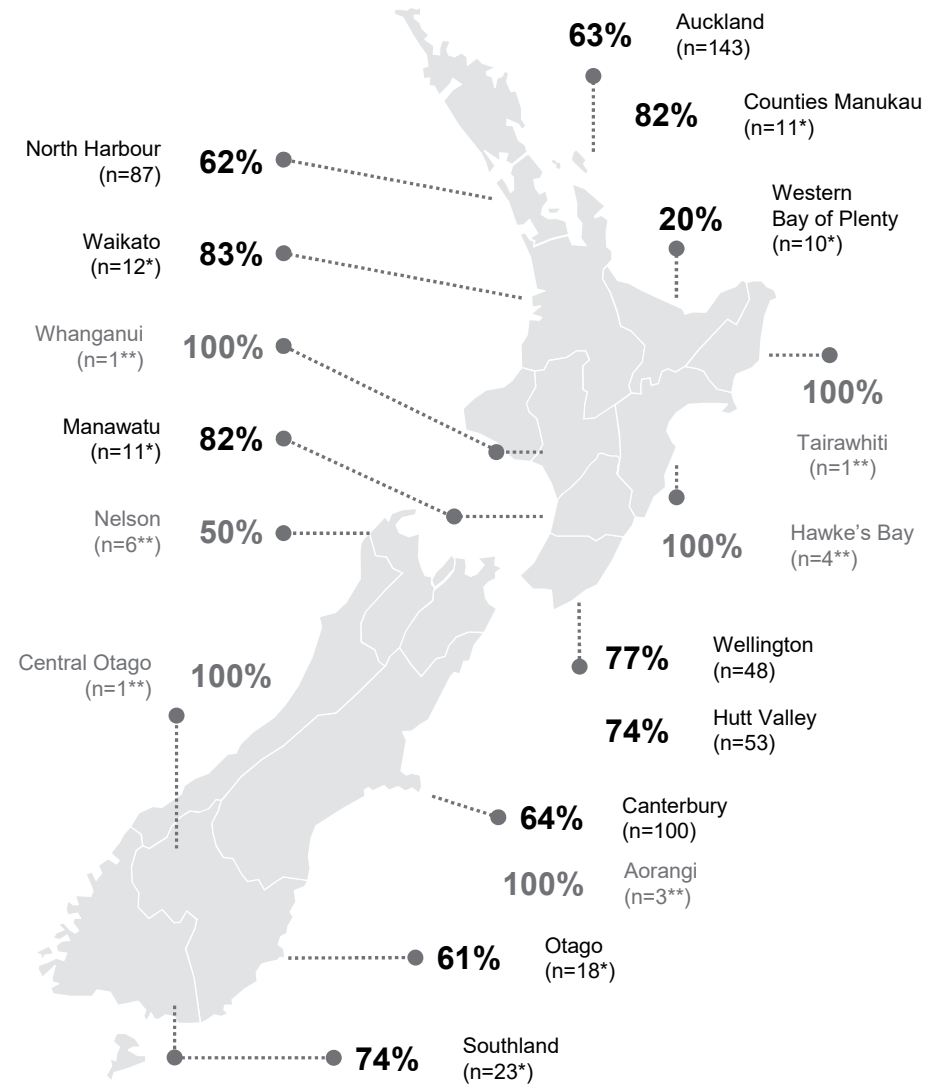 63%
Auckland
(n=143)
82%
Counties Manukau
(n=11*)
North Harbour
(n=87)
62%
20%
Western
Bay of Plenty
(n=10*)
Waikato
(n=12*)
83%
Whanganui
(n=1**)
100%
100%
Tairawhiti
(n=1**)
Manawatu
(n=11*)
82%
Nelson
(n=6**)
50%
100%
Hawke’s Bay
(n=4**)
77%
Wellington
(n=48)
Central Otago
(n=1**)
100%
74%
Hutt Valley
(n=53)
64%
Canterbury
(n=100)
100%
Aorangi
(n=3**)
61%
Otago
(n=18*)
74%
Southland
(n=23*)